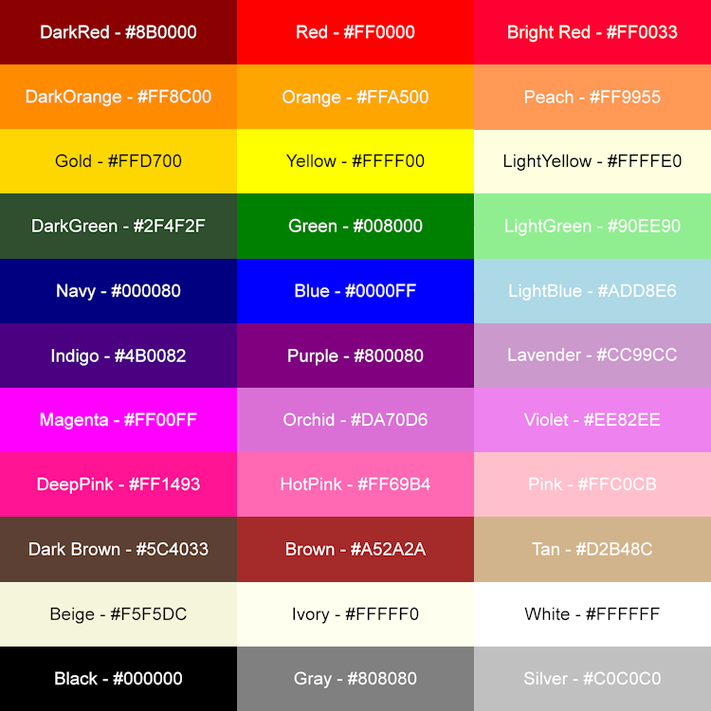 DarkRed - #8B0000
Red - #FF0000
Bright Red - #FF0033
DarkOrange - #FF8C00
Orange - #FFA500
Peach - #FF9955
Gold - #FFD700
Yellow - #FFFF00
LightYellow - #FFFFE0
DarkGreen - #2F4F2F
Green - #008000
LightGreen - #90EE90
Navy - #000080
Blue - #0000FF
LightBlue - #ADD8E6
Indigo - #4B0082
Purple - #800080
Lavender - #CC99CC
Magenta - #FF00FF
Orchid - #DA70D6
Violet - #EE82EE
DeepPink - #FF1493
HotPink - #FF69B4
Pink - #FFC0CB
Dark Brown - #5C4033
Brown - #A52A2A
Tan - #D2B48C
Beige - #F5F5DC
Ivory - #FFFFF0
White - #FFFFFF
Black - #000000
Gray - #808080
Silver - #C0C0C0